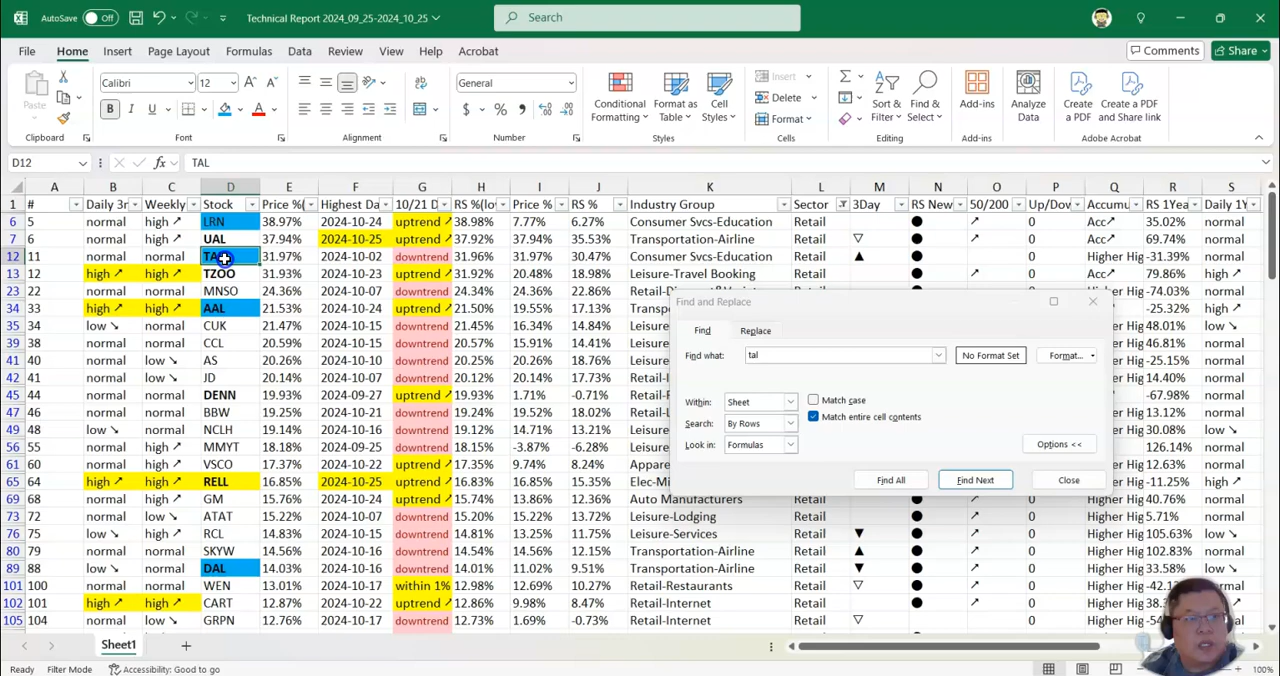 AutoSave Off Technical Report 2024_09_25-2024_10_25 Search
File Home Insert Page Layout Formulas Data Review View Help Acrobat Comments Share
Paste Calibri 12 General Insert Delete Format
B I U Conditional Formatting Format as Table Cell Styles Sort & Filter Find & Select Add-ins Analyze Data Create a PDF Create a PDF and Share link
Clipboard Font Alignment Number Styles Cells Editing Add-ins Adobe Acrobat
D12 fx TAL
A B C D E F G H I J K L M N O P Q R S
1 # Daily 3r Weekly Stock Price %( Highest Da 10/21 D RS %(lo Price % RS % Industry Group Sector 3Day RS New 50/200 Up/Dov Accumu RS 1Year Daily 1Y
6 5 normal high ↗ LRN 38.97% 2024-10-24 uptrend ↗ 38.98% 7.77% 6.27% Consumer Svcs-Education Retail ● ↗ 0 Acc↗ 35.02% normal
7 6 normal high ↗ UAL 37.94% 2024-10-25 uptrend ↗ 37.92% 37.94% 35.53% Transportation-Airline Retail ▽ ● ↗ 0 Acc↗ 69.74% normal
12 11 normal normal 31.97% 2024-10-02 downtrend 31.96% 31.97% 30.47% Consumer Svcs-Education Retail ▲ ● 0 Higher Hig -31.39% normal
13 12 high ↗ high ↗ TZOO 31.93% 2024-10-23 uptrend ↗ 31.92% 20.48% 18.98% Leisure-Travel Booking Retail ● ↗ 0 Acc↗ 79.86% high ↗
23 22 normal normal MNSO 24.36% 2024-10-07 downtrend 24.34% 24.36% 22.86% -74.03% normal
34 33 high ↗ high ↗ AAL 21.53% 2024-10-24 uptrend ↗ 21.50% 19.55% 17.13% -25.32% high ↗
35 34 low ↘ normal CUK 21.47% 2024-10-15 downtrend 21.45% 16.34% 14.84% Leisure 48.01% low ↘
39 38 normal normal CCL 20.59% 2024-10-15 downtrend 20.57% 15.91% 14.41% Leisure 46.08% normal
41 40 normal low ↘ AS 20.26% 2024-10-10 downtrend 20.25% 20.26% 18.76% Leisure -25.15% normal
42 41 normal low ↘ JD 20.14% 2024-10-07 downtrend 20.14% 20.14% 17.73% Retail-I 14.40% normal
45 44 normal high ↗ DENN 19.93% 2024-09-27 uptrend ↗ 19.93% 1.71% -0.71% Retail-R -67.98% normal
47 46 normal normal BBW 19.25% 2024-10-21 downtrend 19.24% 19.52% 18.02% Retail-L 13.12% normal
49 48 normal low ↘ NCLH 19.14% 2024-10-15 downtrend 19.12% 14.71% 13.21% Leisure 30.08% low ↘
56 55 normal high ↗ MMYT 18.18% 2024-09-25 downtrend 18.15% -3.87% -6.28% Leisure 126.14% normal
61 60 normal high ↗ VSCO 17.37% 2024-10-22 uptrend ↗ 17.35% 9.74% 8.24% Appare 12.63% normal
65 64 high ↗ high ↗ RELL 16.85% 2024-10-25 uptrend ↗ 16.83% 16.85% 15.35% Elec-Mi -11.25% high ↗
69 68 normal high ↗ GM 15.76% 2024-10-24 uptrend ↗ 15.74% 13.86% 12.36% Auto Manufacturers Retail ● ↗ 0 Higher Hig 40.76% normal
73 72 normal low ↘ ATAT 15.22% 2024-10-07 downtrend 15.20% 15.22% 13.72% Leisure-Lodging Retail ● ↗ 0 Higher Hig 5.71% normal
76 75 normal low ↘ RCL 14.83% 2024-10-15 downtrend 14.81% 13.25% 11.75% Leisure-Services Retail ▼ ● ↗ 0 Higher Hig 40.63% normal
80 79 normal normal SKYW 14.56% 2024-10-16 downtrend 14.54% 14.56% 12.15% Transportation-Airline Retail ▲ ● ↗ 0 Higher Hig 102.83% normal
89 88 low ↘ normal DAL 14.03% 2024-10-16 downtrend 14.01% 11.02% 9.51% Transportation-Airline Retail ▼ ● ↗ 0 Higher Hig 33.58% low ↘
101 100 normal normal WEN 13.01% 2024-10-17 within 1% 12.98% 12.69% 10.27% Retail-Restaurants Retail ▽ ● ↗ 0 Higher Hig normal
102 101 high ↗ high ↗ CART 12.87% 2024-10-22 uptrend ↗ 12.86% 9.98% 8.47% Retail-Internet Retail ● ↗ 0 Higher Hig high ↗
105 104 normal low ↘ GRPN 12.76% 2024-10-17 downtrend 12.73% 1.69% -0.73% Retail-Internet Retail ▽ 0 Higher normal
Find and Replace
Find Replace
Find what: tal No Format Set Format...
Within: Sheet Match case
Search: By Rows Match entire cell contents
Look in: Formulas Options <<
Find All Find Next Close
Sheet1
Ready Filter Mode Accessibility: Good to go 100%